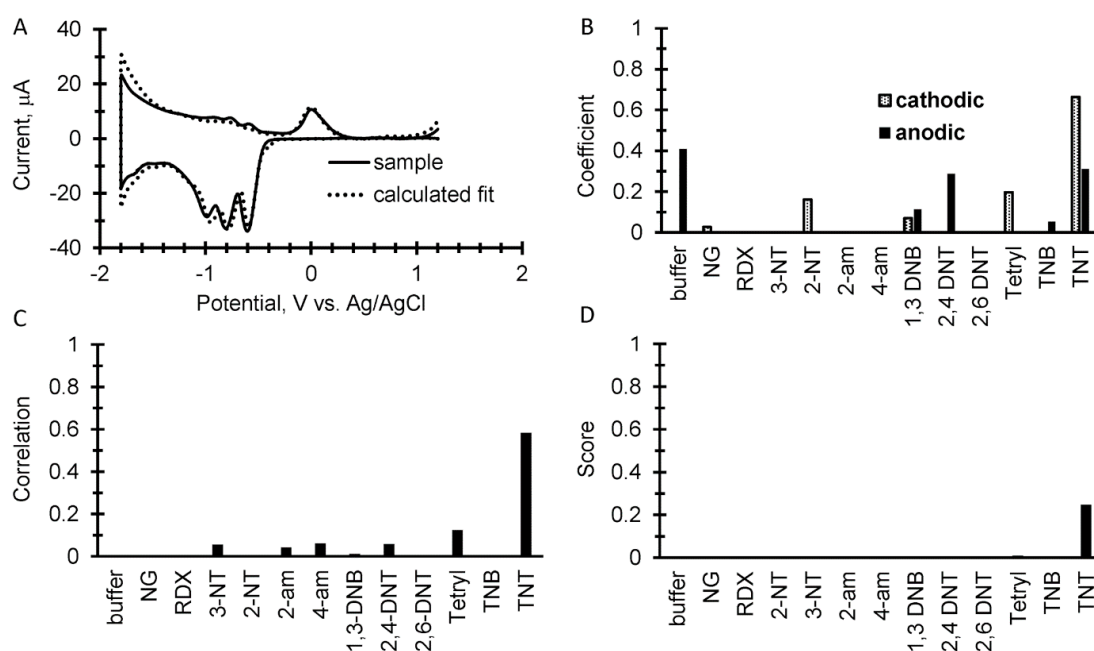 A
Current, µA
40
20
0
-20
-40
-2
-1
0
1
2
Potential, V vs. Ag/AgCl
sample
calculated fit
B
Coefficient
1
0.8
0.6
0.4
0.2
0
cathodic
anodic
buffer
NG
RDX
3-NT
2-NT
2-am
4-am
1,3 DNB
2,4 DNT
2,6 DNT
Tetryl
TNB
TNT
C
Correlation
1
0.8
0.6
0.4
0.2
0
buffer
NG
RDX
3-NT
2-NT
2-am
4-am
1,3-DNB
2,4-DNT
2,6-DNT
Tetryl
TNB
TNT
D
Score
1
0.8
0.6
0.4
0.2
0
buffer
NG
RDX
2-NT
3-NT
2-am
4-am
1,3 DNB
2,4 DNT
2,6 DNT
Tetryl
TNB
TNT